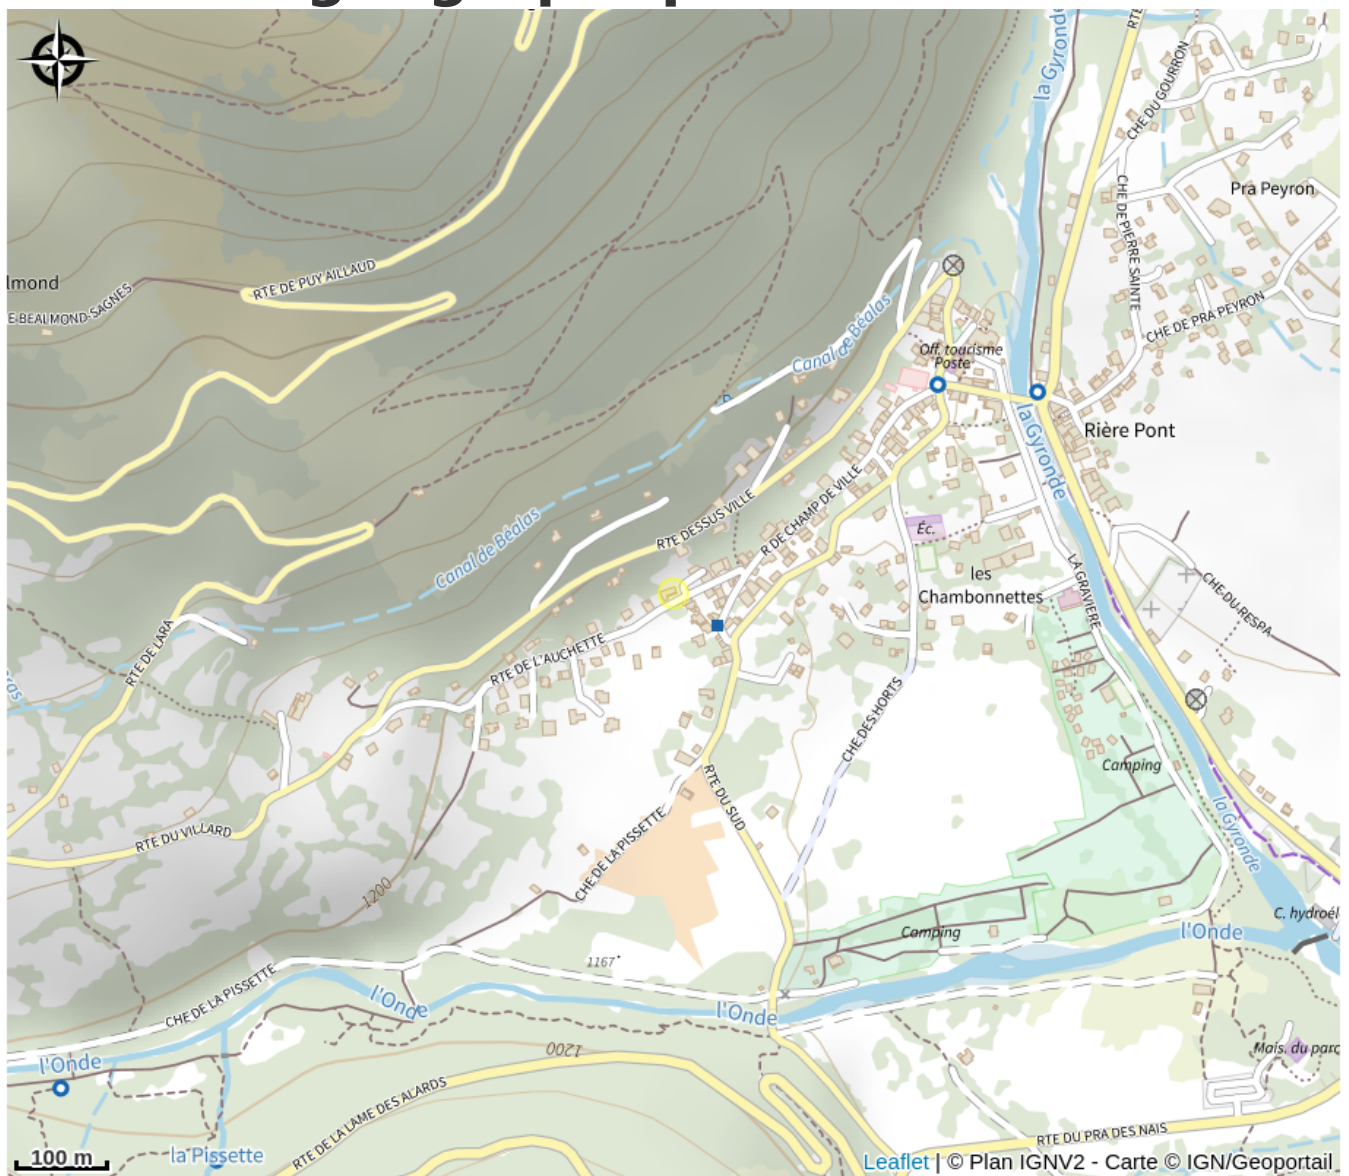 la Gyronde
RTE
CHE DU GOURRON
Pra Peyron
CHE DE PIERRE SAINTE
CHE DE PRA PEYRON
RTE DE PUY AILLAUD
lmond
E BEALMOND-SAGNES
Canal de Béalas
Off. tourisme
Poste
Rière Pont
la Gyronde
R DE CHAMP DE VILLE
RTE DESSUS VILLE
Éc.
Canal de Béalas
les
Chambonnettes
LA GRAVIÈRE
CHE DU RESPA
RTE DE LARA
RTE DE L'AUCHETTE
CHE DES HORTS
Camping
RTE DU SUD
la Gyronde
RTE DU VILLARD
CHE DE LA PISSETTE
1200
C. hydroél
Camping
l'Onde
1167
CHE DE LA PISSETTE
l'Onde
l'Onde
l'Onde
1200
Mais. du parc
RTE DE LA LAME DES ALARDS
RTE DU PRA DES NAIS
la Pissette
100 m
Leaflet | © Plan IGNV2 - Carte © IGN/Geoportail